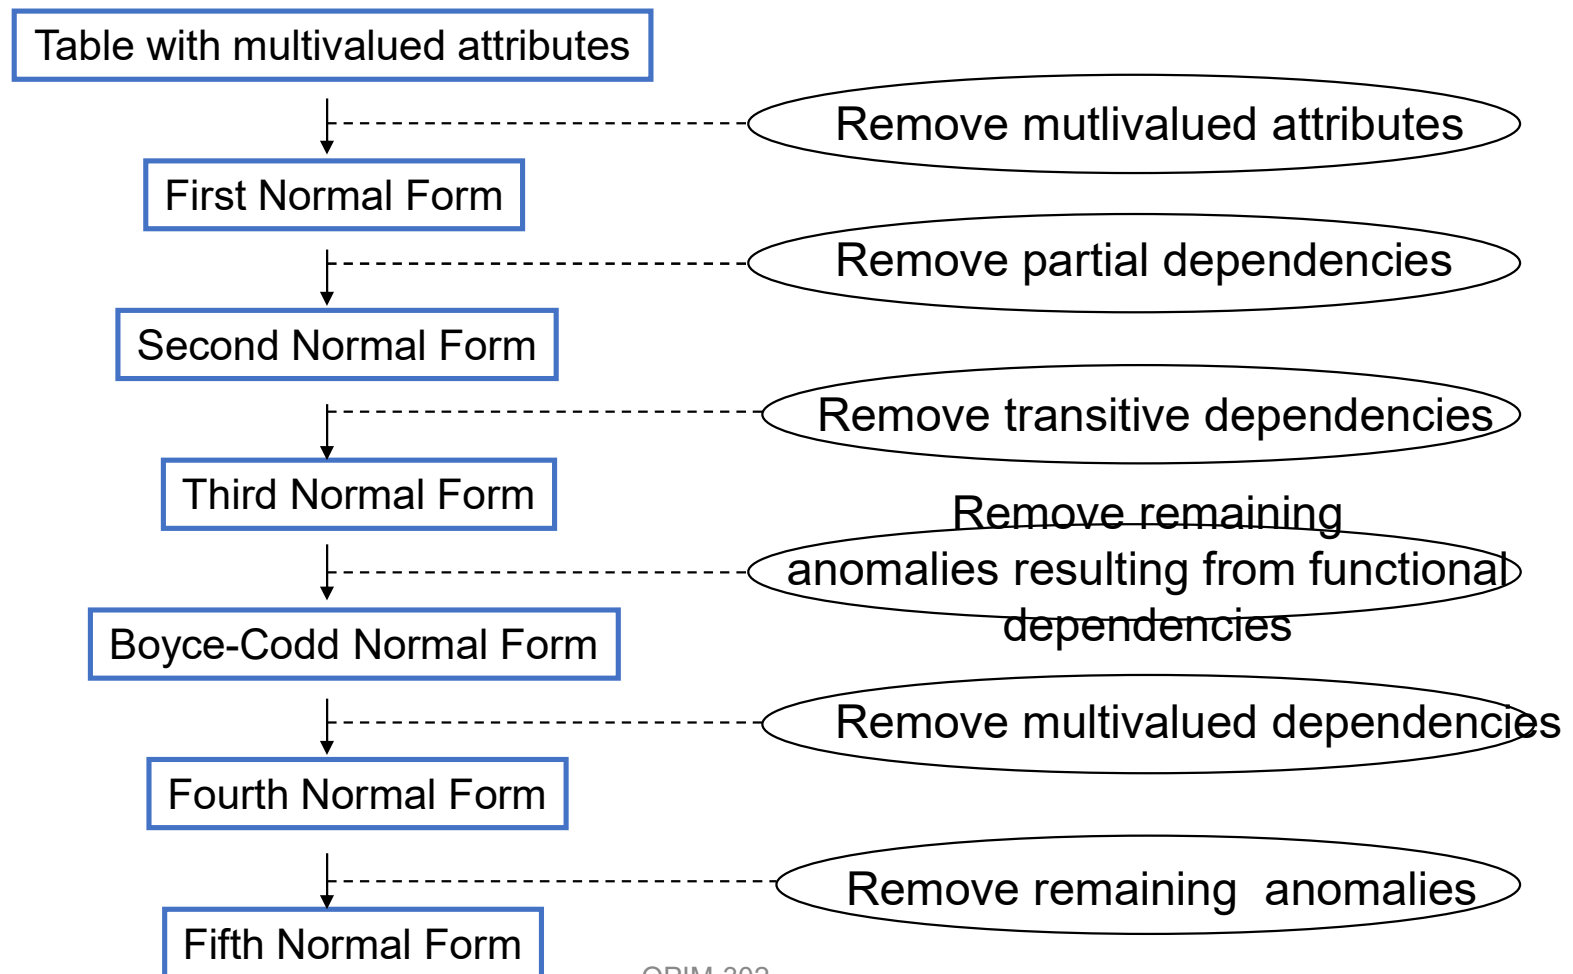 Table with multivalued attributes
Remove mutlivalued attributes
First Normal Form
Remove partial dependencies
Second Normal Form
Remove transitive dependencies
Third Normal Form
Remove remaining
anomalies resulting from functional
dependencies
Boyce-Codd Normal Form
Remove multivalued dependencies
Fourth Normal Form
Remove remaining anomalies
Fifth Normal Form
OPIM 302